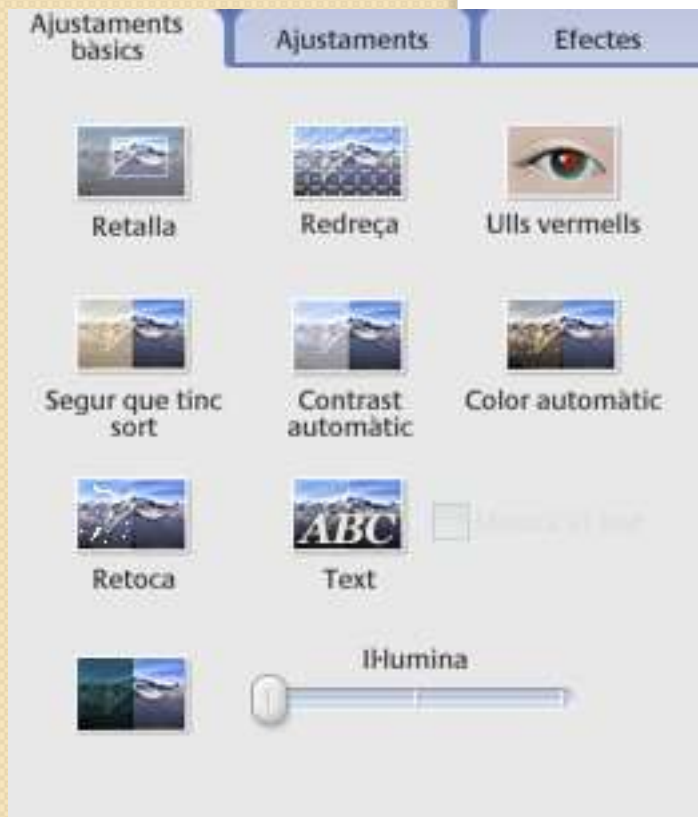 Ajustaments
bàsics
Ajustaments
Efectes
Retalla
Redreça
Ulls vermells
Segur que tinc
sort
Contrast
automàtic
Color automàtic
ABC
Retoca
Text
Il·lumina